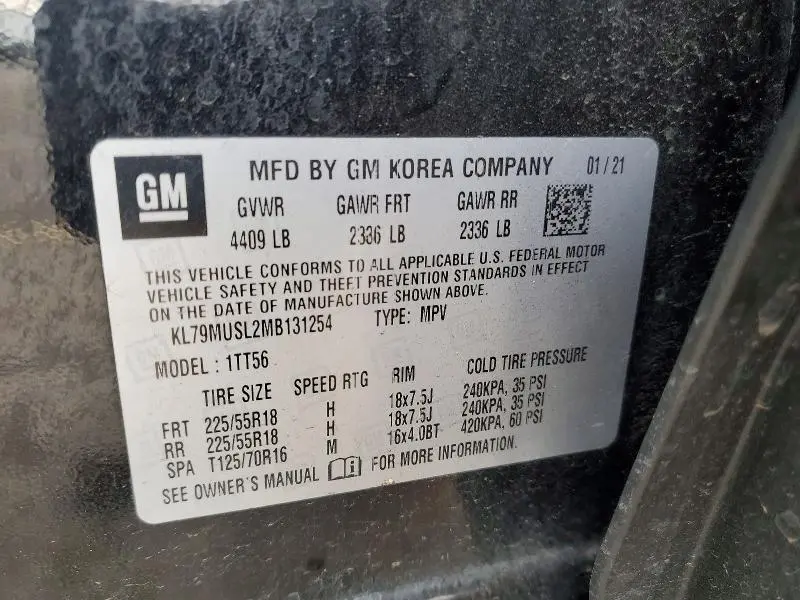 GM MFD BY GM KOREA COMPANY 01/21
GVWR GAWR FRT GAWR RR
4409 LB 2336 LB 2336 LB
THIS VEHICLE CONFORMS TO ALL APPLICABLE U.S. FEDERAL MOTOR
VEHICLE SAFETY AND THEFT PREVENTION STANDARDS IN EFFECT
ON THE DATE OF MANUFACTURE SHOWN ABOVE.
KL79MUSL2MB131254 TYPE: MPV
MODEL: 1TT56
TIRE SIZE SPEED RTG RIM COLD TIRE PRESSURE
FRT 225/55R18 H 18x7.5J 240KPA, 35 PSI
RR 225/55R18 H 18x7.5J 240KPA, 35 PSI
SPA T125/70R16 M 16x4.0BT 420KPA, 60 PSI
SEE OWNER'S MANUAL FOR MORE INFORMATION.